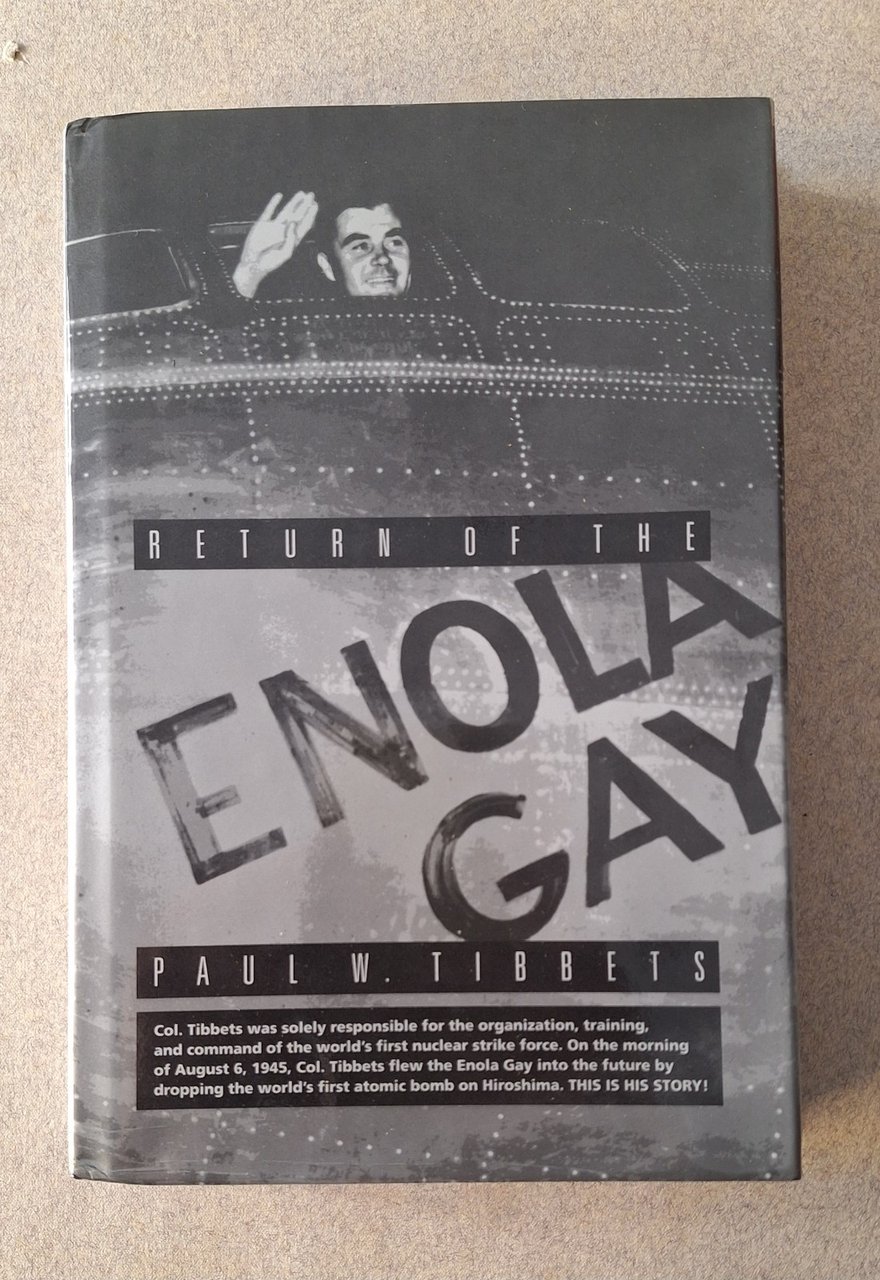 RETURN OF THE
ENOLA
GAY
PAUL W. TIBBETS
Col. Tibbets was solely responsible for the organization, training,
and command of the world's first nuclear strike force. On the morning
of August 6, 1945, Col. Tibbets flew the Enola Gay into the future by
dropping the world's first atomic bomb on Hiroshima. THIS IS HIS STORY!